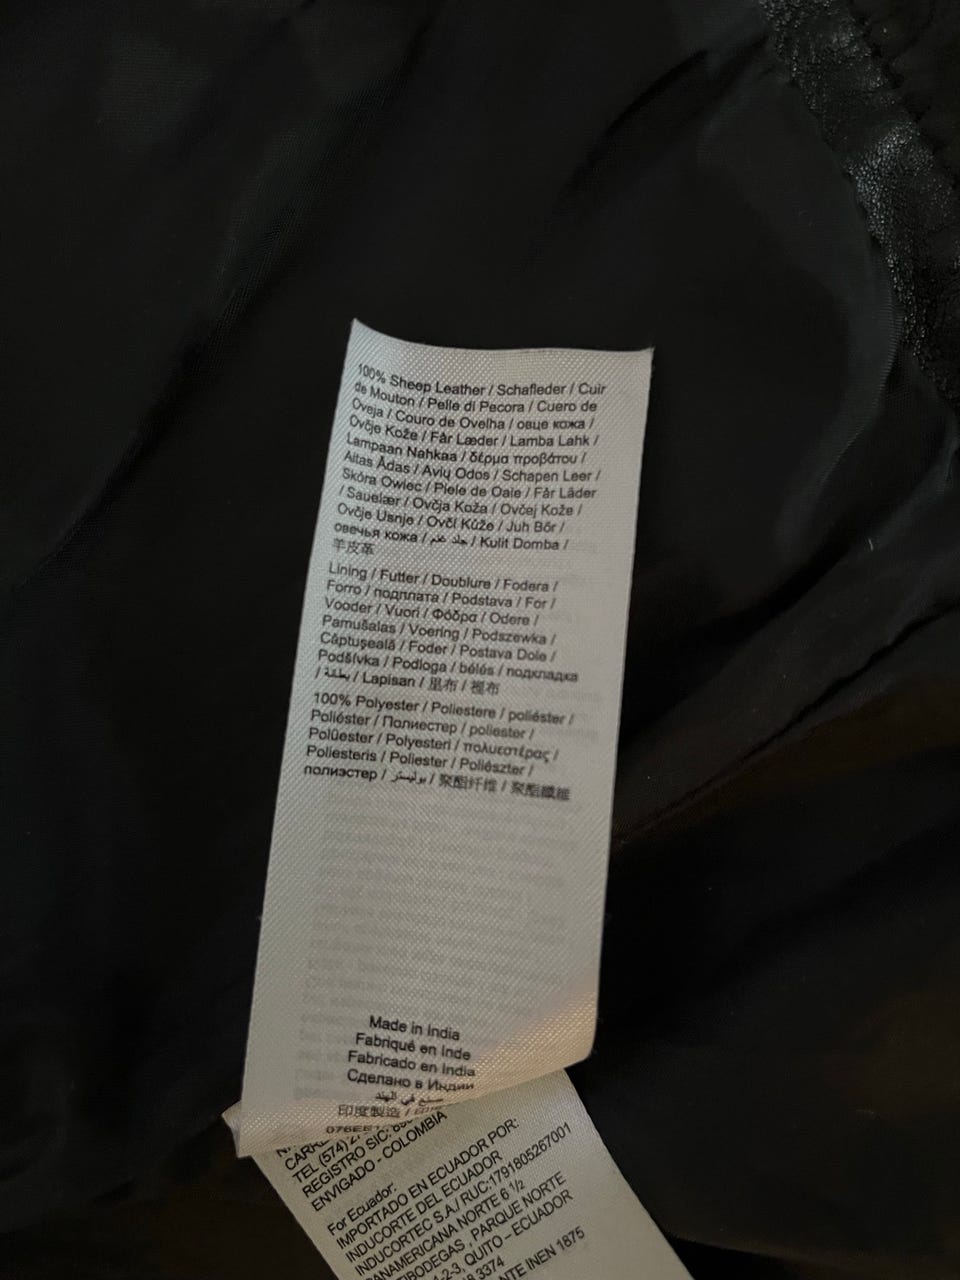 100% Sheep Leather / Schafleder / Cuir
de Mouton / Pelle di Pecora / Cuero de
Oveja / Couro de Ovelha / овце кожа /
Ovčje Kože / Får Læder / Lamba Lahk /
Lampaan Nahkaa / δέρμα προβάτου /
Aitas Ādas / Avių Odos / Schapen Leer /
Skóra Owiec / Piele de Oaie / Får Läder
/ Sauelær / Ovčja Koža / Ovčej Kože /
Ovčje Usnje / Ovčí Kůže / Juh Bőr /
овечья кожа / جلد غنم / Kulit Domba /
羊皮革
Lining / Futter / Doublure / Fodera /
Forro / подплата / Podstava / For /
Vooder / Vuori / Φόδρα / Odere /
Pamušalas / Voering / Podszewka /
Căptuşeală / Foder / Postava Dole /
Podšívka / Podloga / bélés / подкладка
/ بطانة / Lapisan / 里布 / 裡布
100% Polyester / Poliestere / poliéster /
Poliéster / Полиестер / poliester /
Polüester / Polyesteri / πολυεστέρας /
Poliesteris / Poliester / Poliészter /
полиэстер / بوليستر / 聚酯纤维 / 聚酯纖維
Made in India
Fabriqué en Inde
Fabricado en India
Сделано в Индии
صنع في الهند
印度製造 /
TEL (574)
REGISTRO SIC:
ENVIGADO - COLOMBIA
For Ecuador:
IMPORTADO EN ECUADOR POR:
INDUCORTE DEL ECUADOR
INDUCORTEC S.A./ RUC:1791805267001
PANAMERICANA NORTE 6 ½
BODEGAS , PARQUE NORTE
1-2-3, QUITO – ECUADOR
3374
INEN 1875